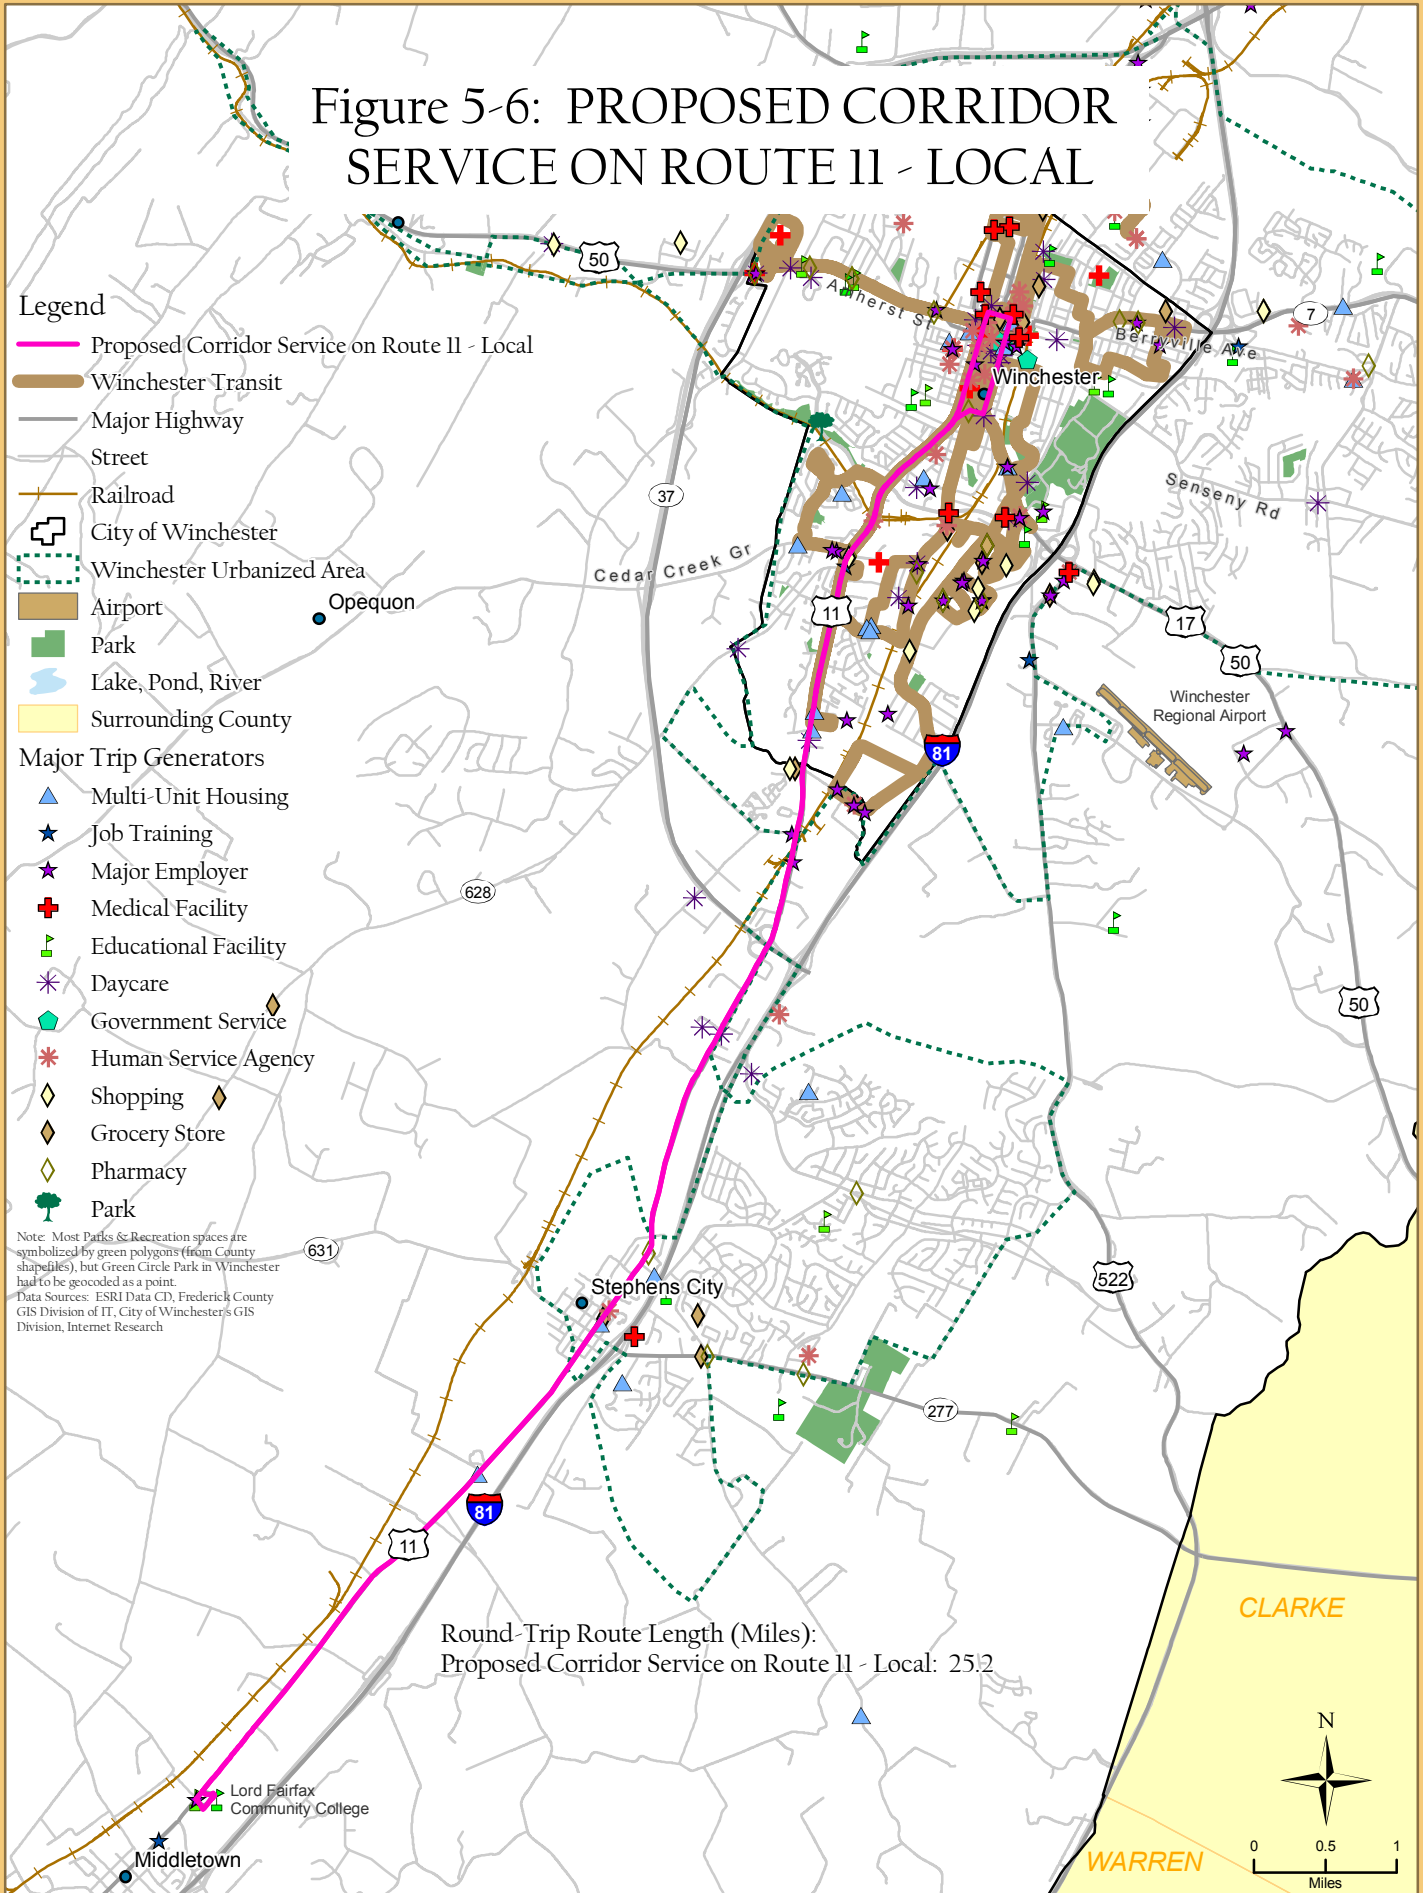 Figure 5-6: PROPOSED CORRIDOR
SERVICE ON ROUTE 11 - LOCAL
50
7
Amherst St
Berryville Ave
Winchester
Legend
Proposed Corridor Service on Route 11 - Local
Winchester Transit
Major Highway
Street
Railroad
City of Winchester
Winchester Urbanized Area
Airport
Park
Lake, Pond, River
Surrounding County
Major Trip Generators
Multi-Unit Housing
Job Training
Major Employer
Medical Facility
Educational Facility
Daycare
Government Service
Human Service Agency
Shopping
Grocery Store
Pharmacy
Park
Note: Most Parks & Recreation spaces are
symbolized by green polygons (from County
shapefiles), but Green Circle Park in Winchester
had to be geocoded as a point.
Data Sources: ESRI Data CD, Frederick County
GIS Division of IT, City of Winchester's GIS
Division, Internet Research
37
Senseny Rd
Cedar Creek Gr
Opequon
11
17
50
Winchester
Regional Airport
81
628
50
631
522
Stephens City
277
81
11
CLARKE
Round-Trip Route Length (Miles):
Proposed Corridor Service on Route 11 - Local: 25.2
Lord Fairfax
Community College
Middletown
WARREN
N
0 0.5 1
Miles